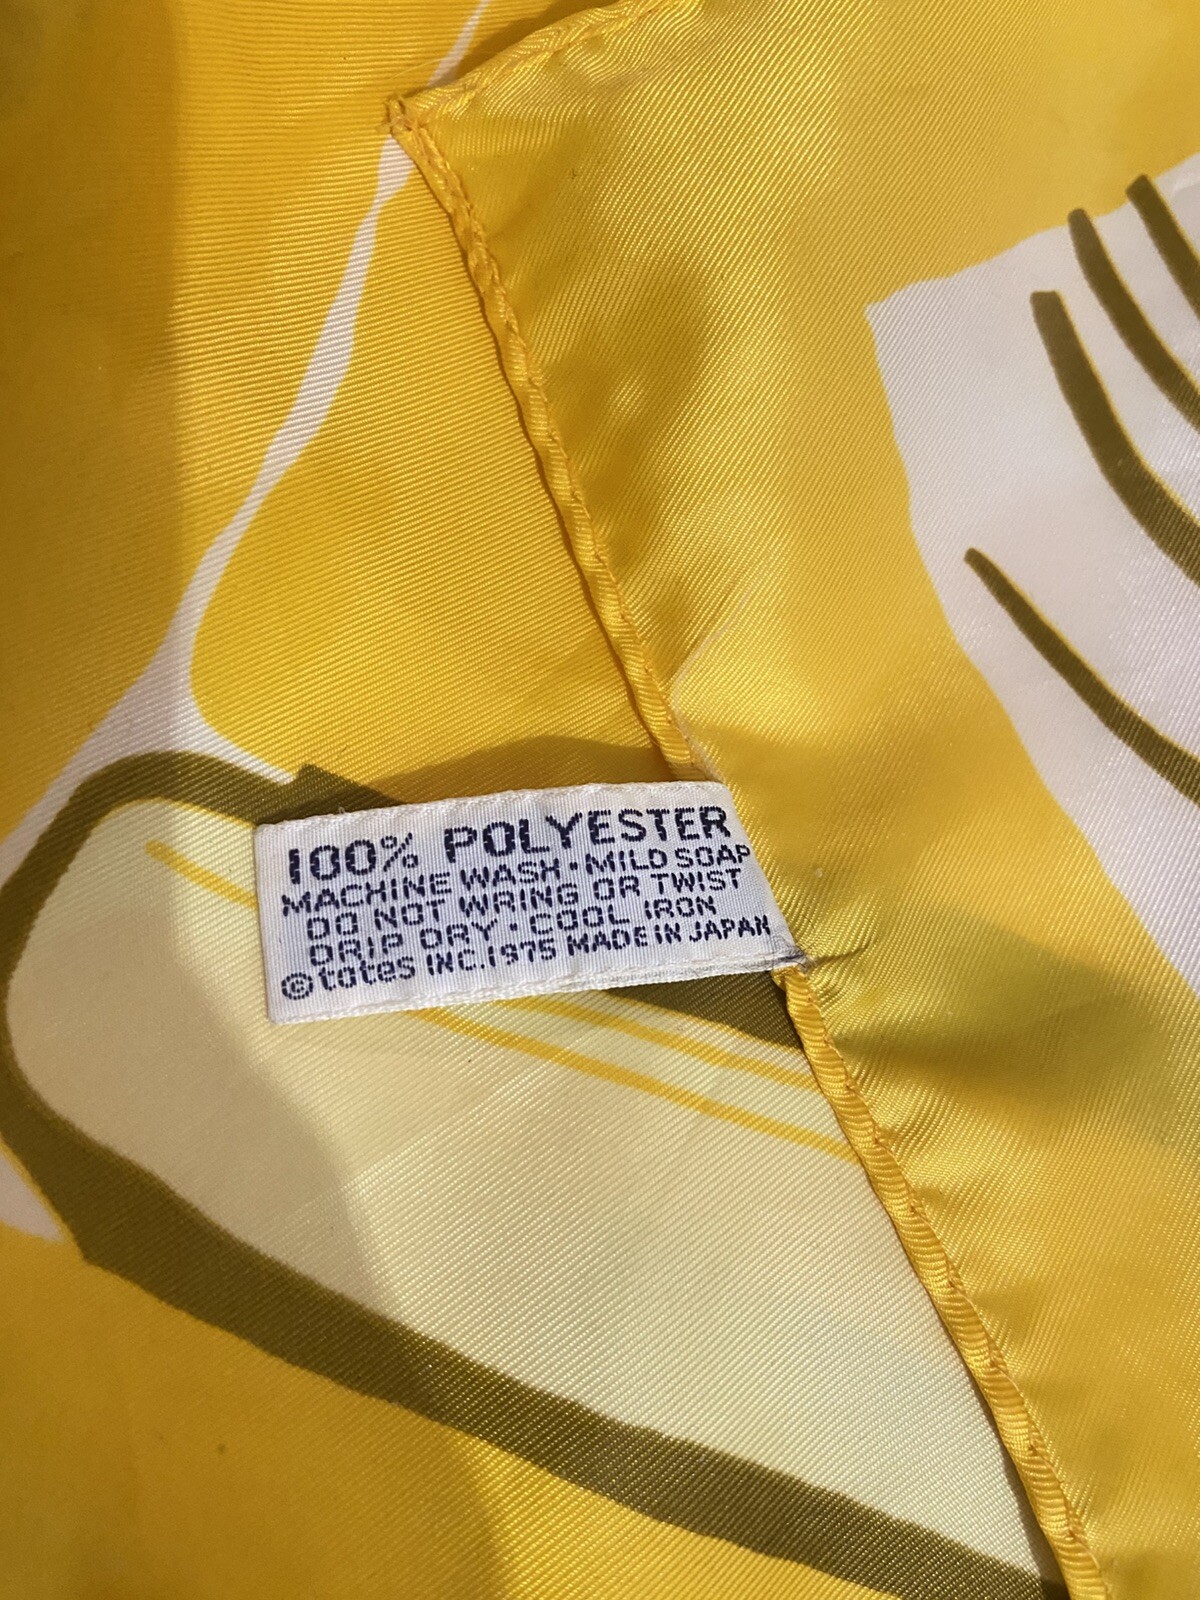 100% POLYESTER
MACHINE WASH · MILD SOAP
DO NOT WRING OR TWIST
DRIP DRY · COOL IRON
© totes INC. 1975 MADE IN JAPAN